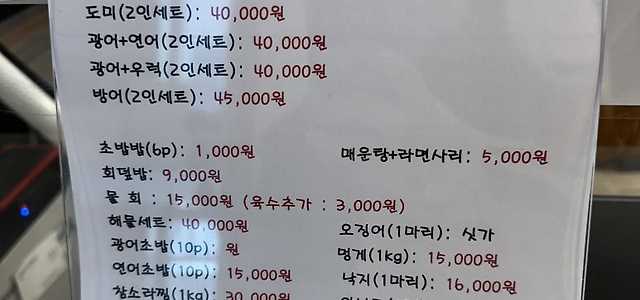 도미(2인세트): 40,000원
광어+연어(2인세트): 40,000원
광어+우럭(2인세트): 40,000원
방어(2인세트): 45,000원
초밥밥(6p): 1,000원
매운탕+라면사리: 5,000원
회덮밥: 9,000원
물 회 : 15,000원 (육수추가 : 3,000원)
해물세트: 40,000원
오징어(1마리): 싯가
광어초밥(10p): 원
멍게(1kg): 15,000원
연어초밥(10p): 15,000원
낙지(1마리): 16,000원
참소라찜(1kg): 30,000원